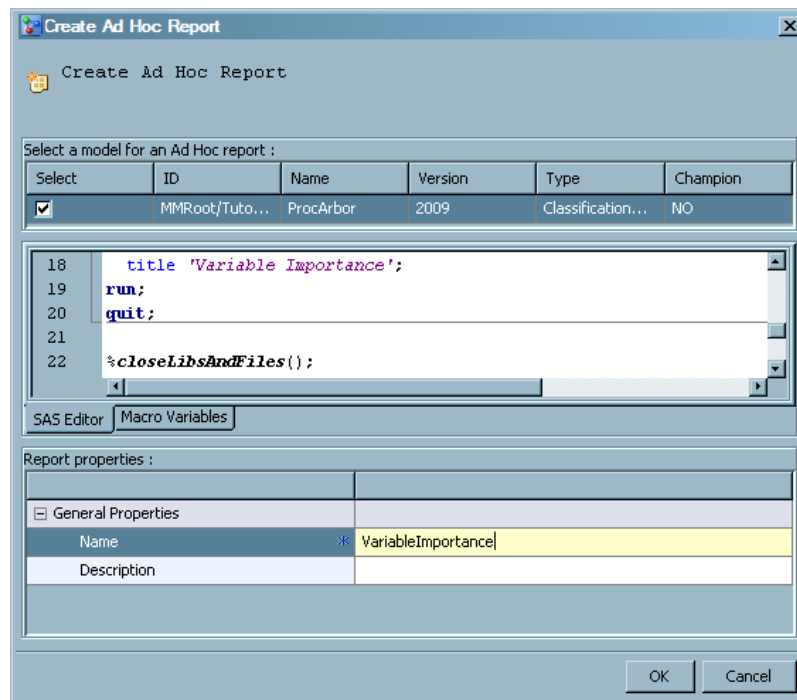 Create Ad Hoc Report
Create Ad Hoc Report
Select a model for an Ad Hoc report :
Select ID Name Version Type Champion
MMRoot/Tuto... ProcArbor 2009 Classification... NO
18 title 'Variable Importance';
19 run;
20 quit;
21
22 %closeLibsAndFiles();
SAS Editor Macro Variables
Report properties :
General Properties
Name * VariableImportance
Description
OK Cancel